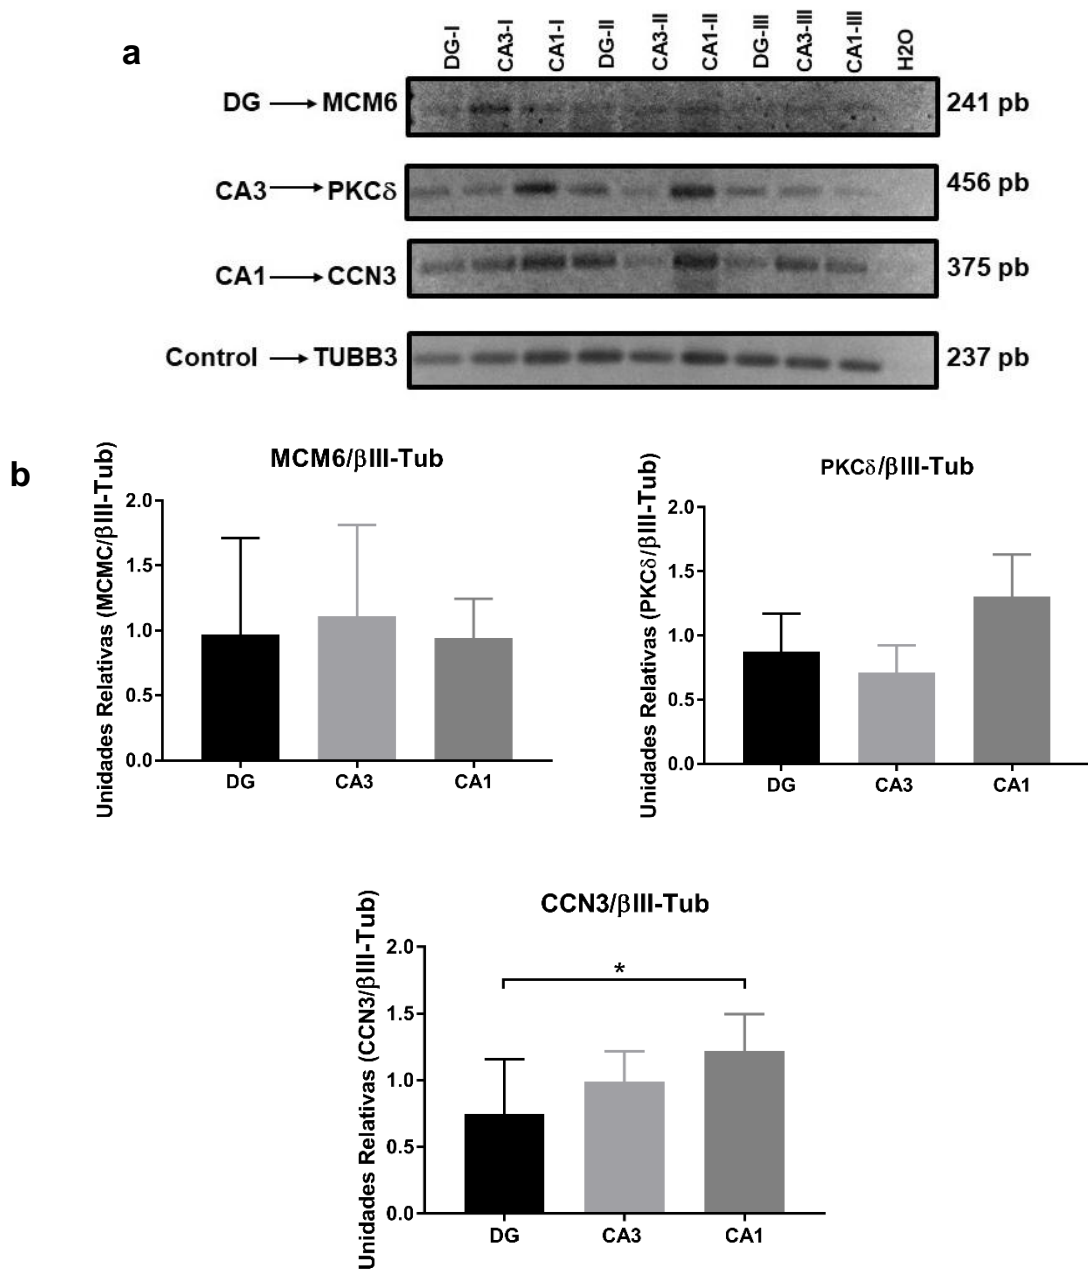 a
DG-I CA3-I CA1-I DG-II CA3-II CA1-II DG-III CA3-III CA1-III H2O
DG → MCM6 241 pb
CA3 → PKCδ 456 pb
CA1 → CCN3 375 pb
Control → TUBB3 237 pb
b
MCM6/βIII-Tub
Unidades Relativas (MCMC/βIII-Tub)
2.0
1.5
1.0
0.5
0.0
DG CA3 CA1
PKCδ/βIII-Tub
Unidades Relativas (PKCδ/βIII-Tub)
2.0
1.5
1.0
0.5
0.0
DG CA3 CA1
CCN3/βIII-Tub
Unidades Relativas (CCN3/βIII-Tub)
2.0
1.5
1.0
0.5
0.0
*
DG CA3 CA1